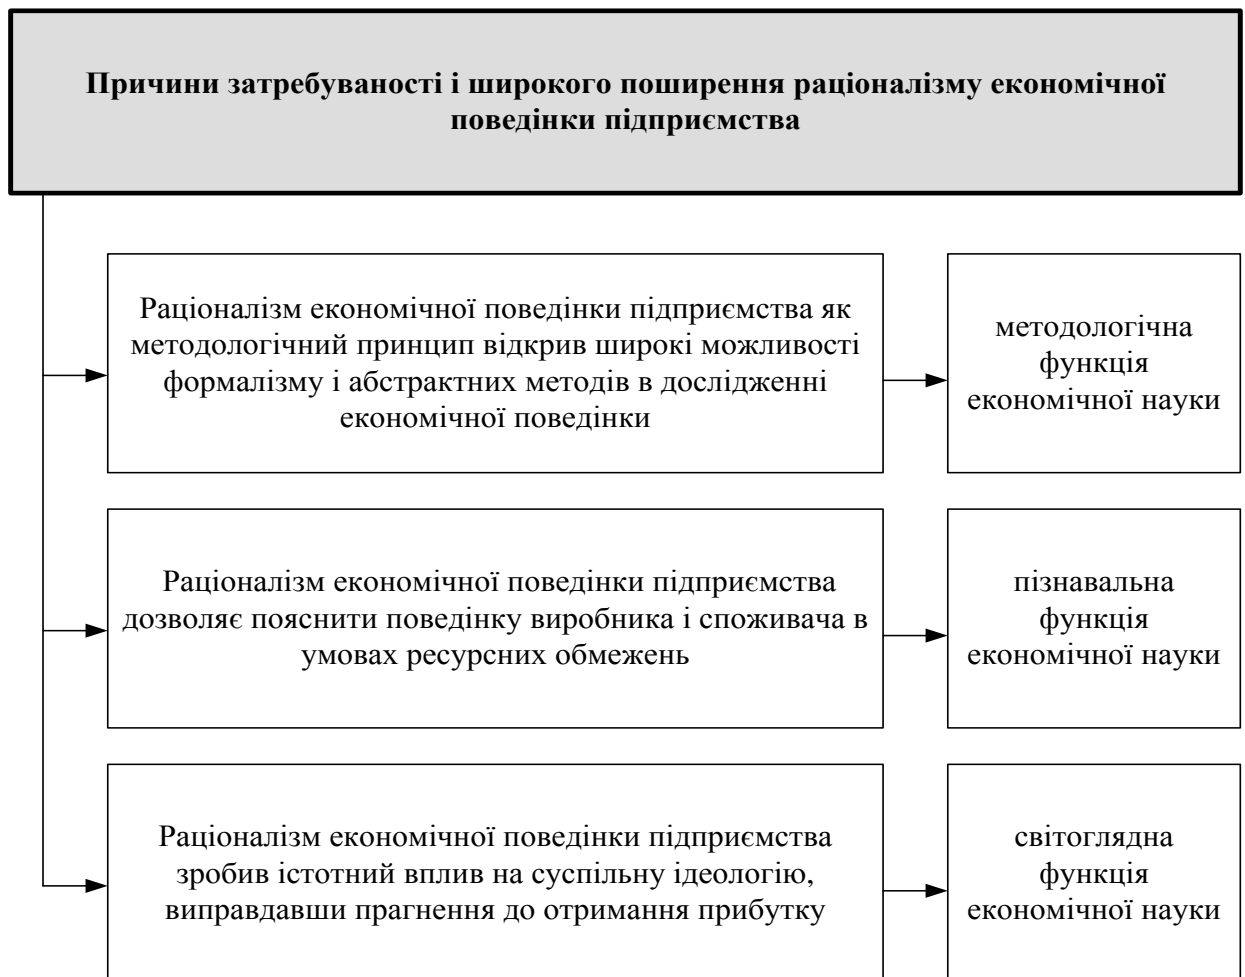 Причини затребуваності і широкого поширення раціоналізму економічної
поведінки підприємства
Раціоналізм економічної поведінки підприємства як
методологічний принцип відкрив широкі можливості
формалізму і абстрактних методів в дослідженні
економічної поведінки
методологічна
функція
економічної науки
Раціоналізм економічної поведінки підприємства
дозволяє пояснити поведінку виробника і споживача в
умовах ресурсних обмежень
пізнавальна
функція
економічної науки
Раціоналізм економічної поведінки підприємства
зробив істотний вплив на суспільну ідеологію,
виправдавши прагнення до отримання прибутку
світоглядна
функція
економічної науки